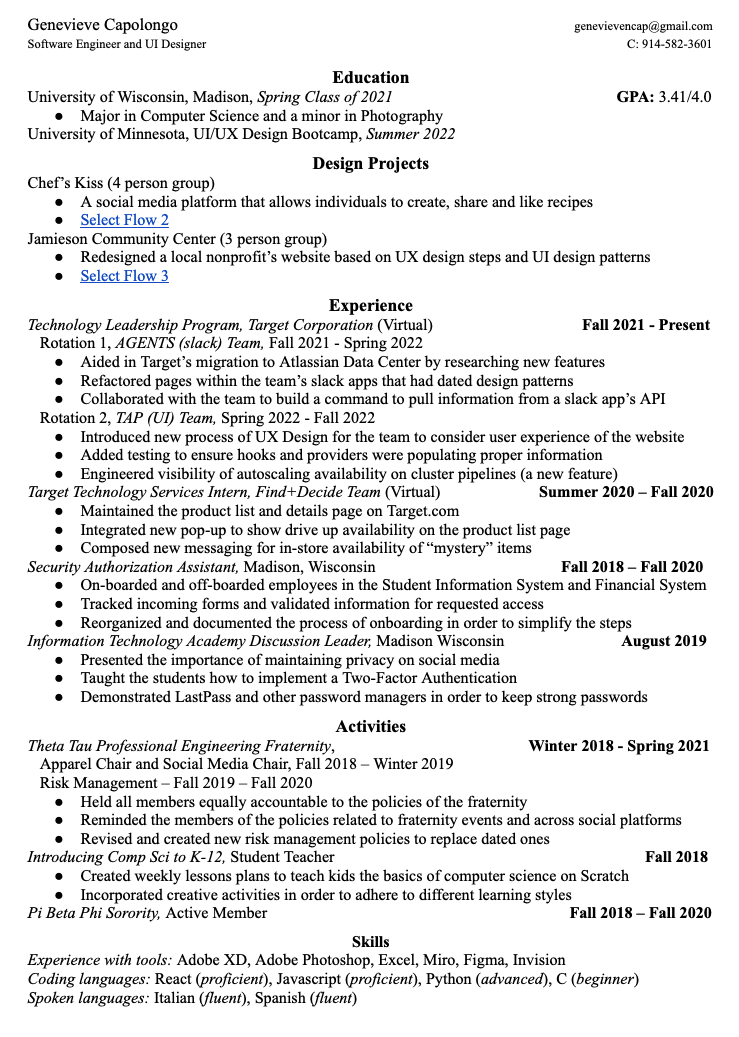 Genevieve Capolongo
genevievencap@gmail.com
Software Engineer and UI Designer
C: 914-582-3601
Education
University of Wisconsin, Madison, Spring Class of 2021 GPA: 3.41/4.0
● Major in Computer Science and a minor in Photography
University of Minnesota, UI/UX Design Bootcamp, Summer 2022
Design Projects
Chef’s Kiss (4 person group)
● A social media platform that allows individuals to create, share and like recipes
● Select Flow 2
Jamieson Community Center (3 person group)
● Redesigned a local nonprofit’s website based on UX design steps and UI design patterns
● Select Flow 3
Experience
Technology Leadership Program, Target Corporation (Virtual) Fall 2021 - Present
Rotation 1, AGENTS (slack) Team, Fall 2021 - Spring 2022
● Aided in Target’s migration to Atlassian Data Center by researching new features
● Refactored pages within the team’s slack apps that had dated design patterns
● Collaborated with the team to build a command to pull information from a slack app’s API
Rotation 2, TAP (UI) Team, Spring 2022 - Fall 2022
● Introduced new process of UX Design for the team to consider user experience of the website
● Added testing to ensure hooks and providers were populating proper information
● Engineered visibility of autoscaling availability on cluster pipelines (a new feature)
Target Technology Services Intern, Find+Decide Team (Virtual) Summer 2020 – Fall 2020
● Maintained the product list and details page on Target.com
● Integrated new pop-up to show drive up availability on the product list page
● Composed new messaging for in-store availability of “mystery” items
Security Authorization Assistant, Madison, Wisconsin Fall 2018 – Fall 2020
● On-boarded and off-boarded employees in the Student Information System and Financial System
● Tracked incoming forms and validated information for requested access
● Reorganized and documented the process of onboarding in order to simplify the steps
Information Technology Academy Discussion Leader, Madison Wisconsin August 2019
● Presented the importance of maintaining privacy on social media
● Taught the students how to implement a Two-Factor Authentication
● Demonstrated LastPass and other password managers in order to keep strong passwords
Activities
Theta Tau Professional Engineering Fraternity, Winter 2018 - Spring 2021
Apparel Chair and Social Media Chair, Fall 2018 – Winter 2019
Risk Management – Fall 2019 – Fall 2020
● Held all members equally accountable to the policies of the fraternity
● Reminded the members of the policies related to fraternity events and across social platforms
● Revised and created new risk management policies to replace dated ones
Introducing Comp Sci to K-12, Student Teacher Fall 2018
● Created weekly lessons plans to teach kids the basics of computer science on Scratch
● Incorporated creative activities in order to adhere to different learning styles
Pi Beta Phi Sorority, Active Member Fall 2018 – Fall 2020
Skills
Experience with tools: Adobe XD, Adobe Photoshop, Excel, Miro, Figma, Invision
Coding languages: React (proficient), Javascript (proficient), Python (advanced), C (beginner)
Spoken languages: Italian (fluent), Spanish (fluent)